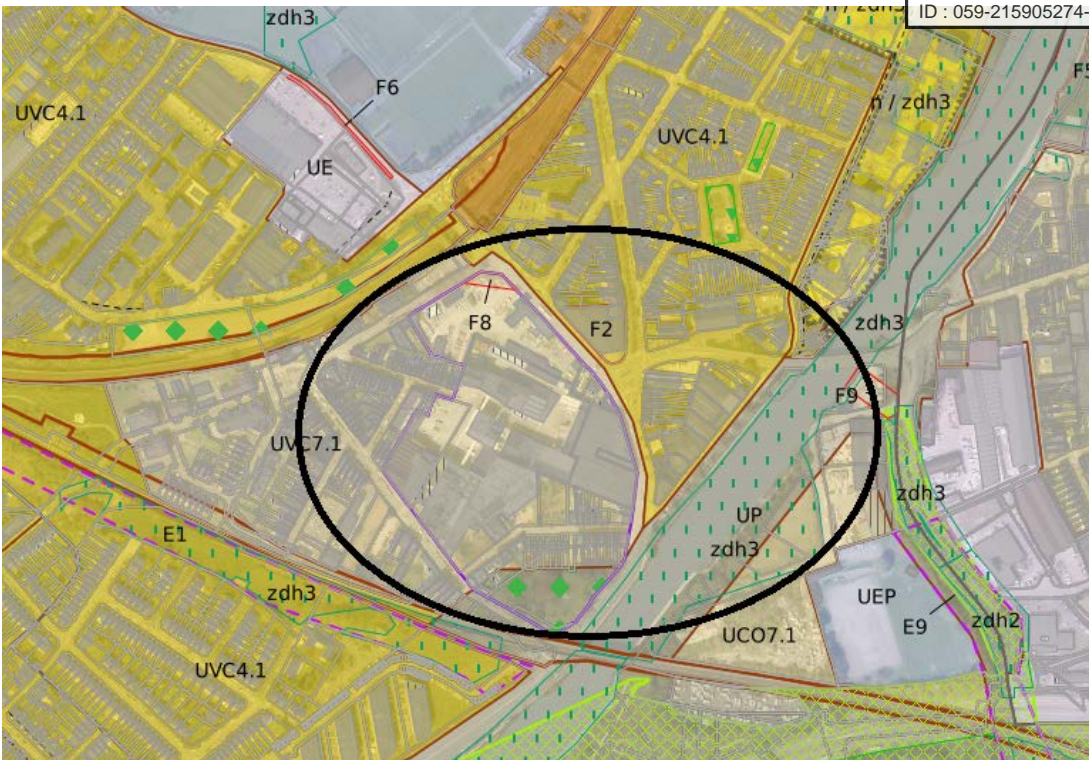 zdh3
n / zdh3
ID : 059-215905274-
F6
F5
UVC4.1
n / zdh3
UVC4.1
UE
F8
F2
zdh3
F9
UVC7.1
zdh3
UP
E1
zdh3
zdh3
UEP
E9
zdh2
UCO7.1
UVC4.1